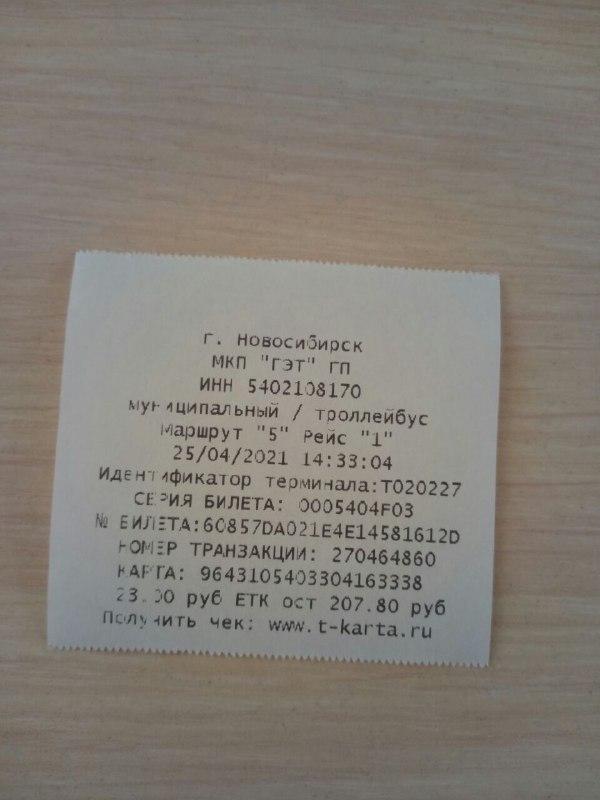 г. Новосибирск
МКП "ГЭТ" ГП
ИНН 5402108170
муниципальный / троллейбус
Маршрут "5" Рейс "1"
25/04/2021 14:33:04
Идентификатор терминала:T020227
СЕРИЯ БИЛЕТА: 0005404F03
№ БИЛЕТА:60857DA021E4E14581612D
НОМЕР ТРАНЗАКЦИИ: 270464860
КАРТА: 9643105403304163338
23.00 руб ЕТК ост 207.80 руб
Получить чек: www.t-karta.ru